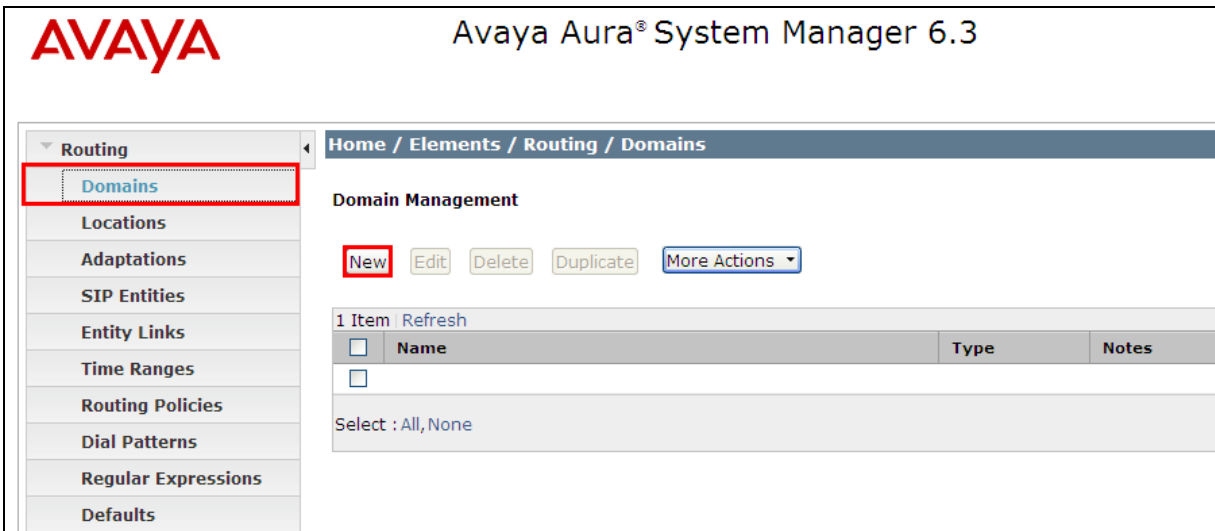 AVAYA
Avaya Aura® System Manager 6.3
Routing
Domains
Locations
Adaptations
SIP Entities
Entity Links
Time Ranges
Routing Policies
Dial Patterns
Regular Expressions
Defaults
Home / Elements / Routing / Domains
Domain Management
New Edit Delete Duplicate More Actions
1 Item | Refresh
Name Type Notes
Select : All, None